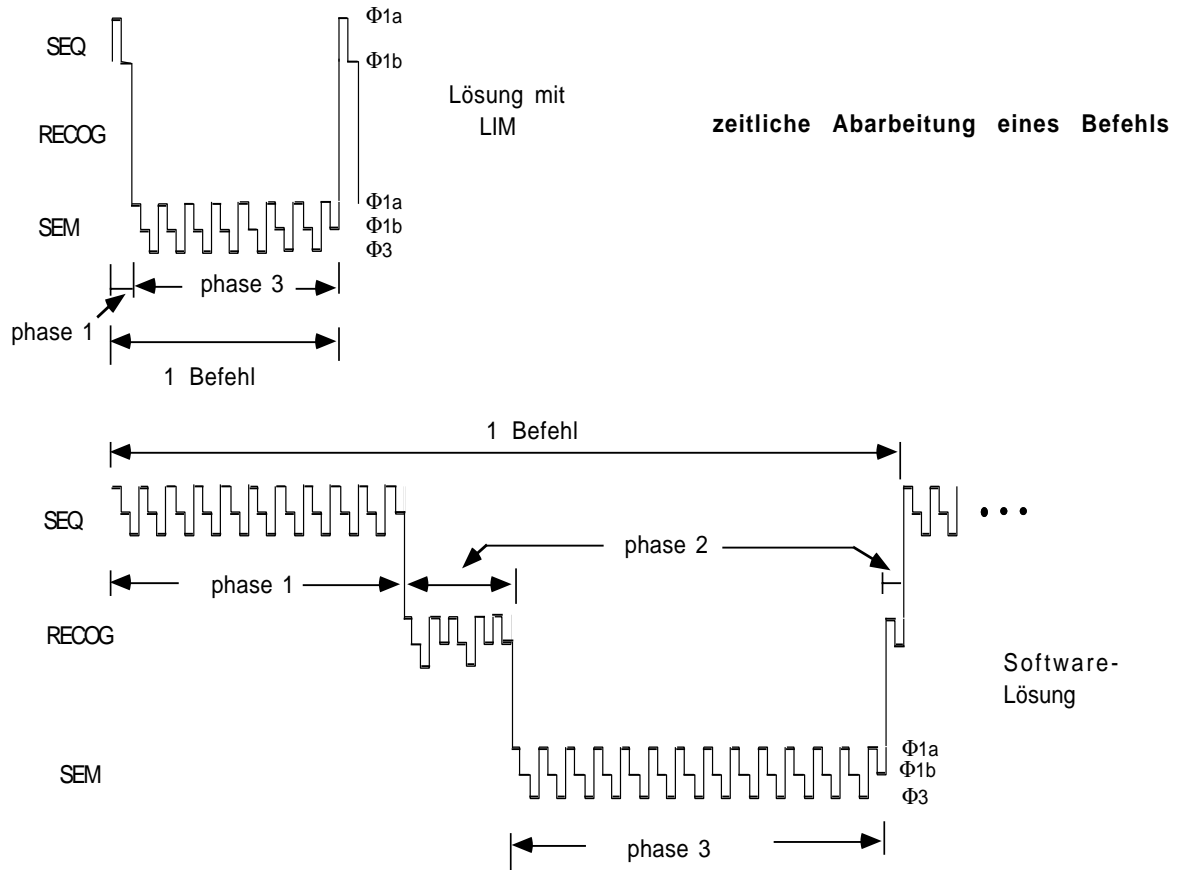 Φ1a
SEQ
Φ1b
Lösung mit
LIM
zeitliche Abarbeitung eines Befehls
RECOG
Φ1a
SEM
Φ1b
Φ3
phase 3
phase 1
1 Befehl
1 Befehl
SEQ
• • •
phase 2
phase 1
RECOG
Software-
Lösung
Φ1a
SEM
Φ1b
Φ3
phase 3